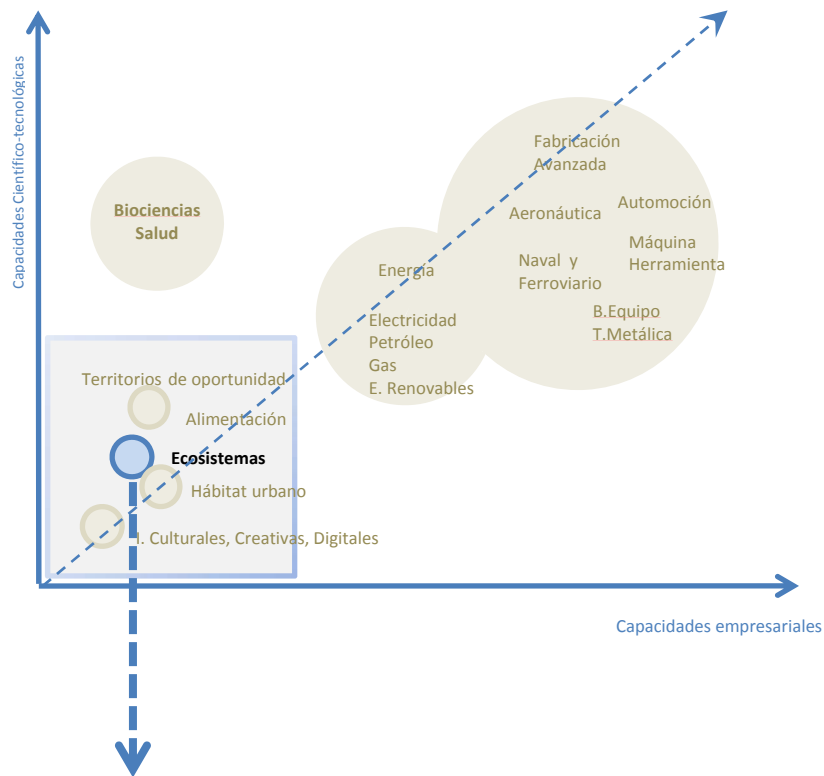 Capacidades Científico-tecnológicas
Fabricación
Avanzada
Automoción
Aeronáutica
Biociencias
Salud
Máquina
Herramienta
Naval y
Ferroviario
Energía
B.Equipo
T.Metálica
Electricidad
Petróleo
Gas
E. Renovables
Territorios de oportunidad
Alimentación
Ecosistemas
Hábitat urbano
I. Culturales, Creativas, Digitales
Capacidades empresariales